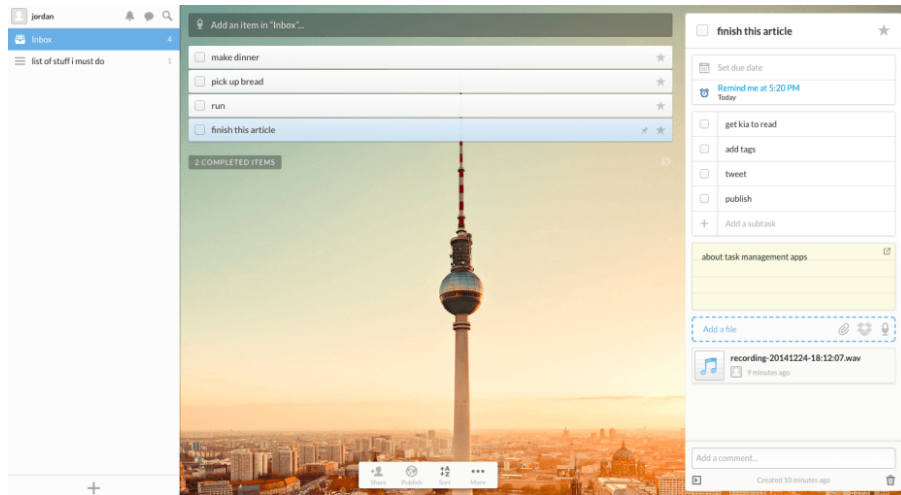 jordan
Inbox 4
list of stuff i must do 1
Add an item in "Inbox"...
make dinner
pick up bread
run
finish this article
2 COMPLETED ITEMS
Share Publish Sort More
finish this article
Set due date
Remind me at 5:20 PM
Today
get kia to read
add tags
tweet
publish
Add a subtask
about task management apps
Add a file
recording-20141224-18:12:07.wav
9 minutes ago
Add a comment...
Created 10 minutes ago